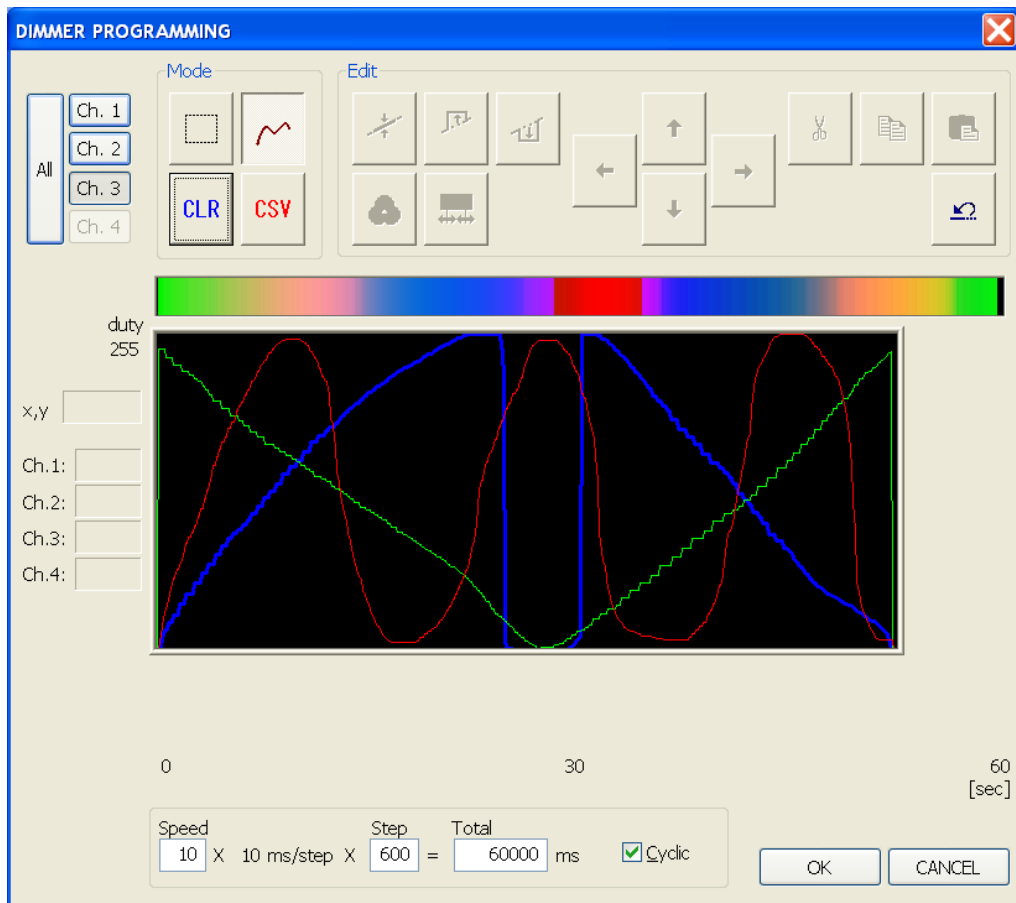 DIMMER PROGRAMMING
Mode
Edit
All
Ch. 1
Ch. 2
Ch. 3
Ch. 4
CLR
CSV
duty
255
x,y
Ch.1:
Ch.2:
Ch.3:
Ch.4:
0
30
60
[sec]
Speed
Step
Total
10 X 10 ms/step X 600 = 60000 ms
Cyclic
OK
CANCEL